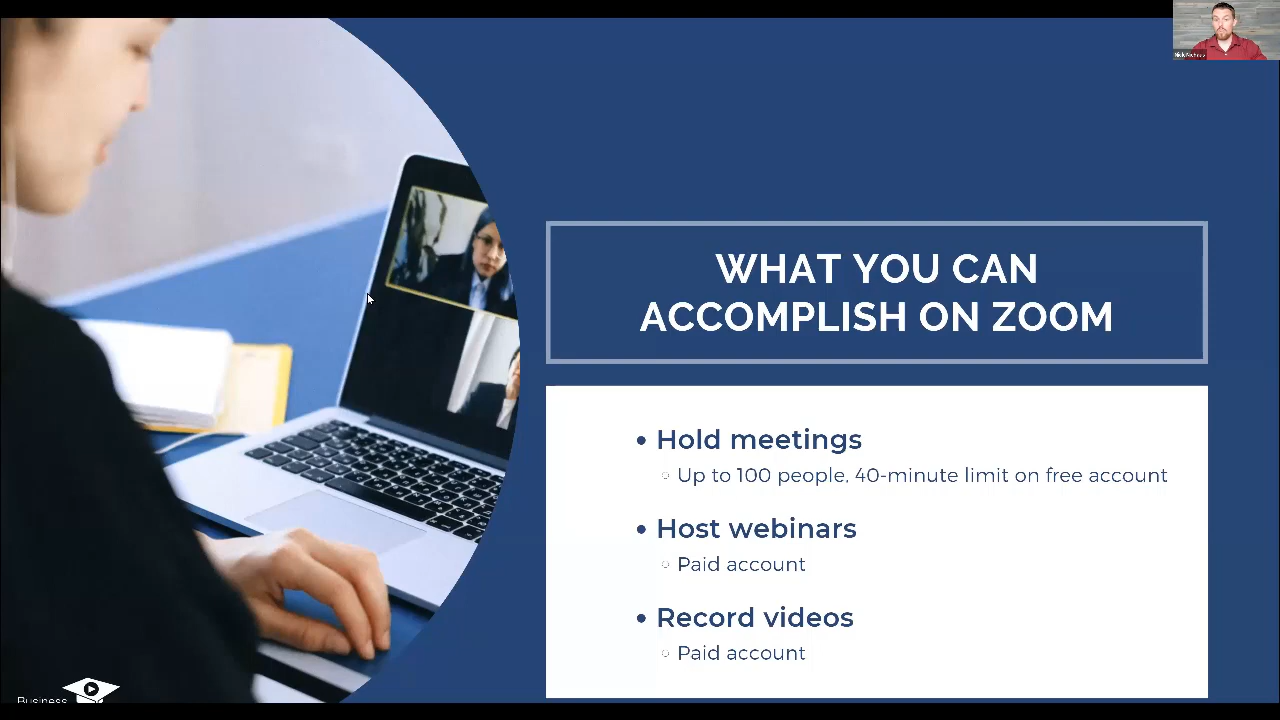 WHAT YOU CAN
ACCOMPLISH ON ZOOM
• Hold meetings
◦ Up to 100 people, 40-minute limit on free account
• Host webinars
◦ Paid account
• Record videos
◦ Paid account
Business